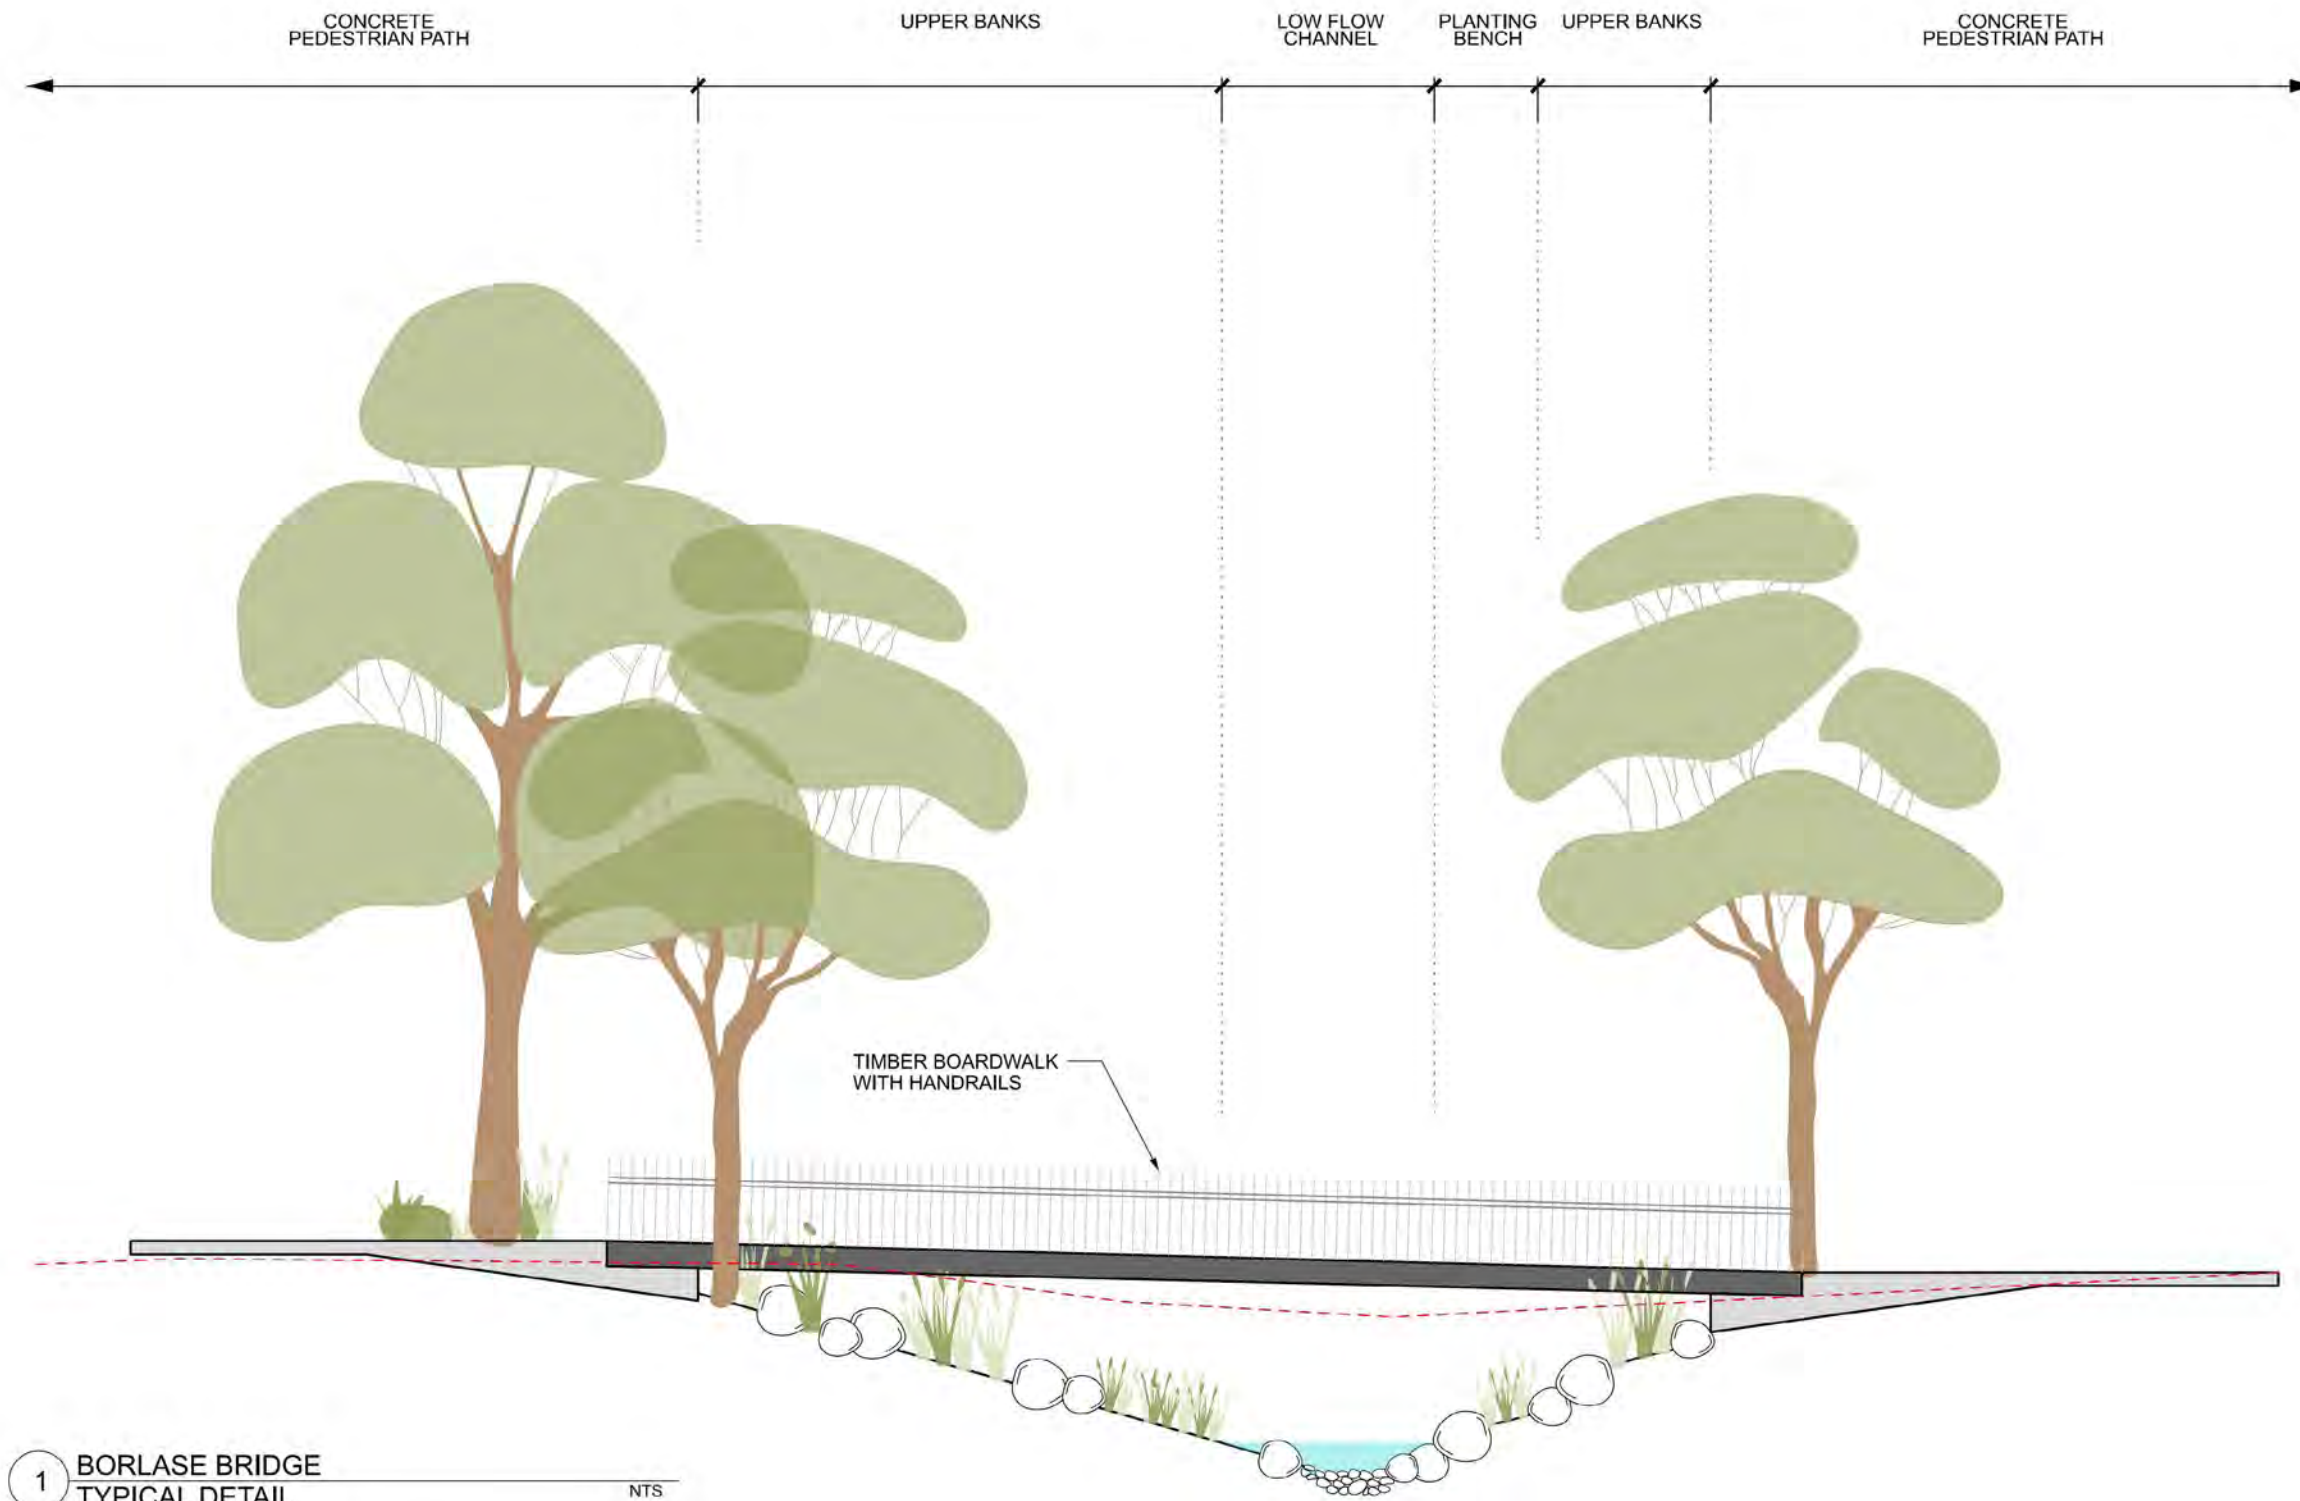 CONCRETE
PEDESTRIAN PATH
UPPER BANKS
LOW FLOW
CHANNEL
PLANTING
BENCH
UPPER BANKS
CONCRETE
PEDESTRIAN PATH
TIMBER BOARDWALK
WITH HANDRAILS
1
BORLASE BRIDGE
TYPICAL DETAIL
NTS